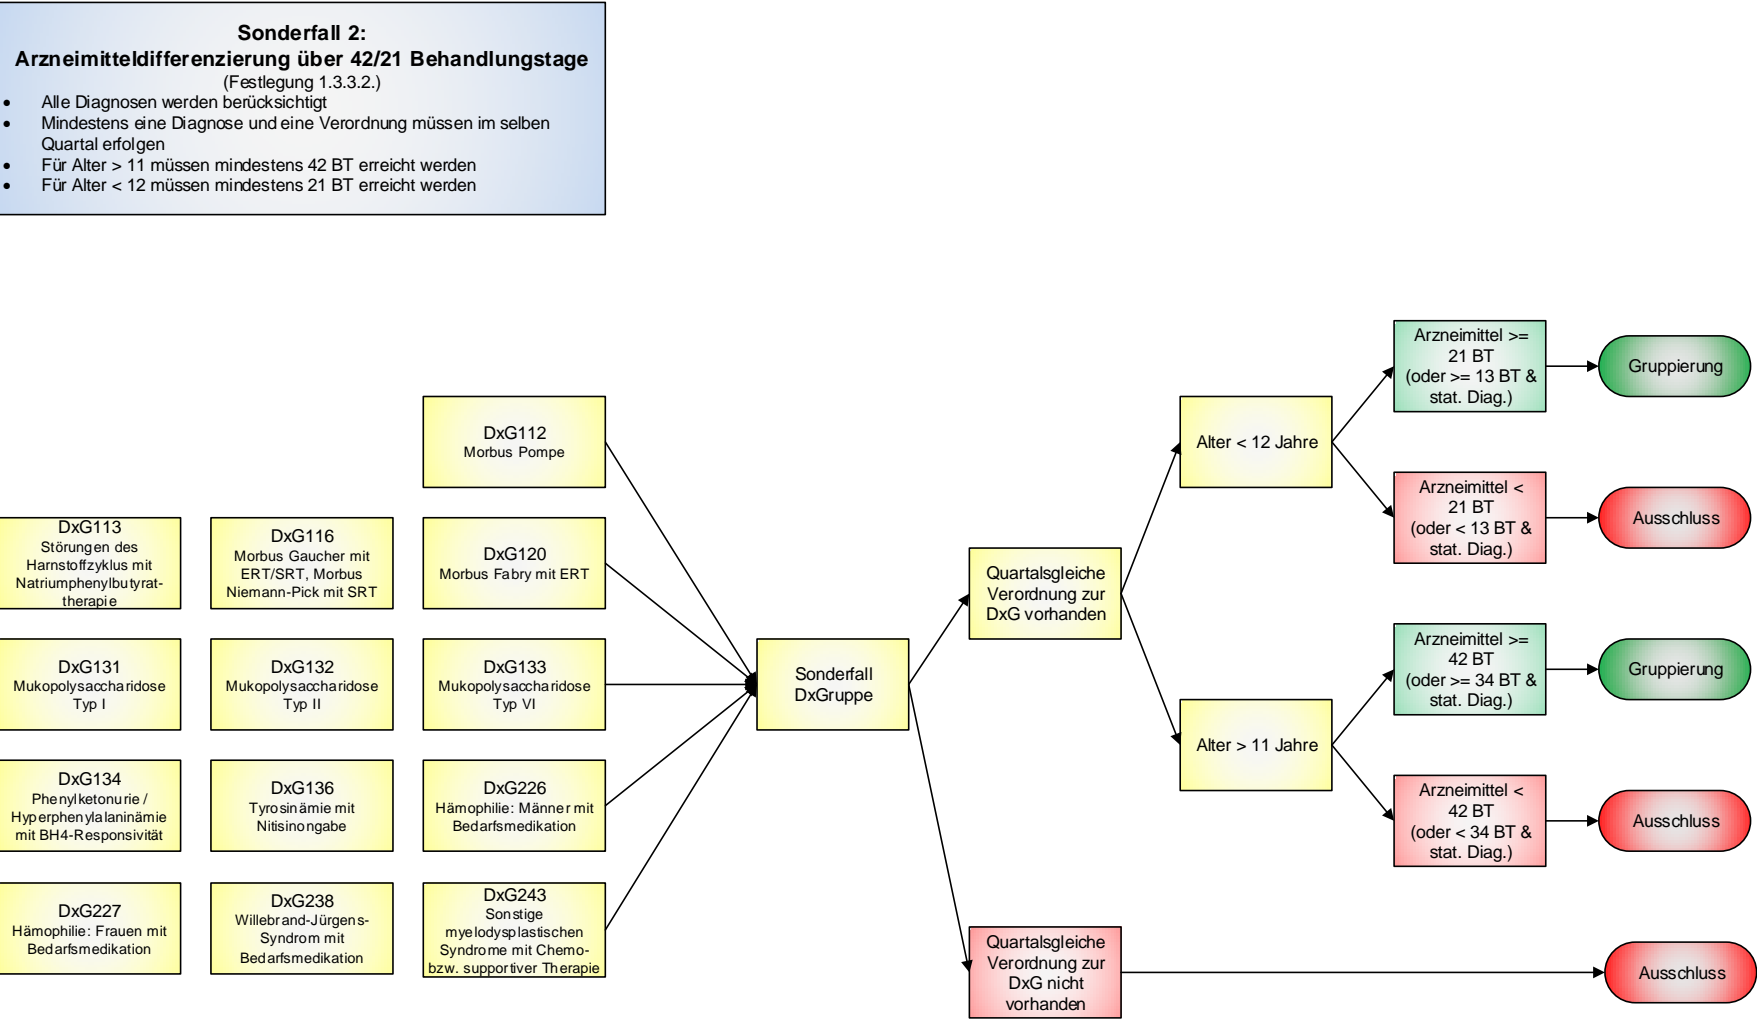 Sonderfall 2:
Arzneimitteldifferenzierung über 42/21 Behandlungstage
(Festlegung 1.3.3.2.)
• Alle Diagnosen werden berücksichtigt
• Mindestens eine Diagnose und eine Verordnung müssen im selben
Quartal erfolgen
• Für Alter > 11 müssen mindestens 42 BT erreicht werden
• Für Alter < 12 müssen mindestens 21 BT erreicht werden
DxG112
Morbus Pompe
DxG113
Störungen des
Harnstoffzyklus mit
Natriumphenylbutyrat-
therapie
DxG116
Morbus Gaucher mit
ERT/SRT, Morbus
Niemann-Pick mit SRT
DxG120
Morbus Fabry mit ERT
DxG131
Mukopolysaccharidose
Typ I
DxG132
Mukopolysaccharidose
Typ II
DxG133
Mukopolysaccharidose
Typ VI
DxG134
Phenylketonurie /
Hyperphenylalaninämie
mit BH4-Responsivität
DxG136
Tyrosinämie mit
Nitisinongabe
DxG226
Hämophilie: Männer mit
Bedarfsmedikation
DxG227
Hämophilie: Frauen mit
Bedarfsmedikation
DxG238
Willebrand-Jürgens-
Syndrom mit
Bedarfsmedikation
DxG243
Sonstige
myelodysplastischen
Syndrome mit Chemo-
bzw. supportiver Therapie
Sonderfall
DxGruppe
Quartalsgleiche
Verordnung zur
DxG vorhanden
Quartalsgleiche
Verordnung zur
DxG nicht
vorhanden
Alter < 12 Jahre
Alter > 11 Jahre
Arzneimittel >=
21 BT
(oder >= 13 BT &
stat. Diag.)
Gruppierung
Arzneimittel <
21 BT
(oder < 13 BT &
stat. Diag.)
Ausschluss
Arzneimittel >=
42 BT
(oder >= 34 BT &
stat. Diag.)
Gruppierung
Arzneimittel <
42 BT
(oder < 34 BT &
stat. Diag.)
Ausschluss
Ausschluss